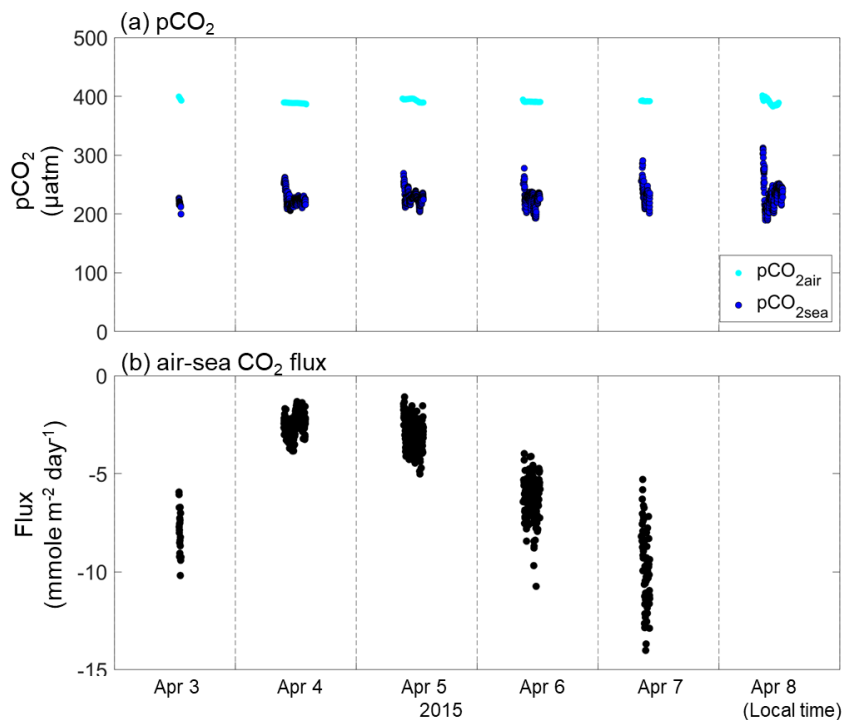 (a) pCO₂
500
400
300
200
100
0
pCO₂
(µatm)
pCO₂air
pCO₂sea
(b) air-sea CO₂ flux
0
-5
-10
-15
Flux
(mmole m⁻² day⁻¹)
Apr 3 Apr 4 Apr 5 Apr 6 Apr 7 Apr 8
2015 (Local time)